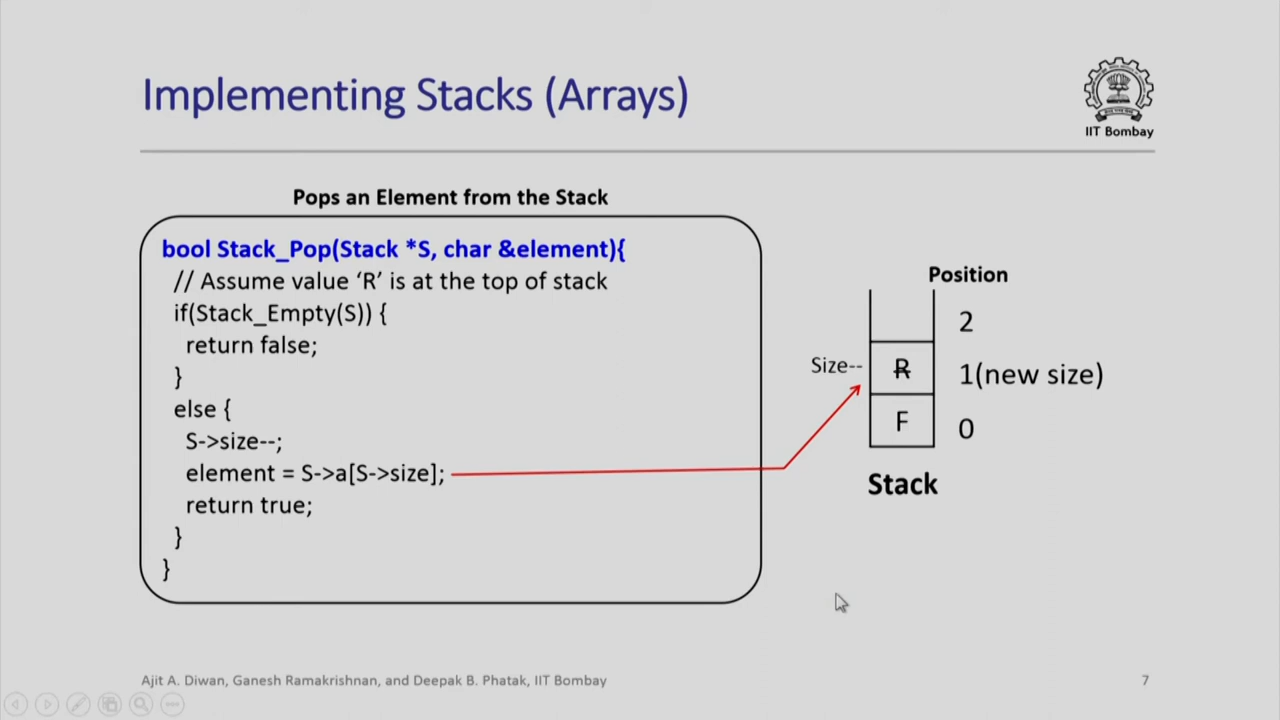 Implementing Stacks (Arrays)
IIT Bombay
Pops an Element from the Stack
bool Stack_Pop(Stack *S, char &element){
// Assume value ‘R’ is at the top of stack
if(Stack_Empty(S)) {
return false;
}
else {
S->size--;
element = S->a[S->size];
return true;
}
}
Position
2
Size-- R 1(new size)
F 0
Stack
Ajit A. Diwan, Ganesh Ramakrishnan, and Deepak B. Phatak, IIT Bombay 7